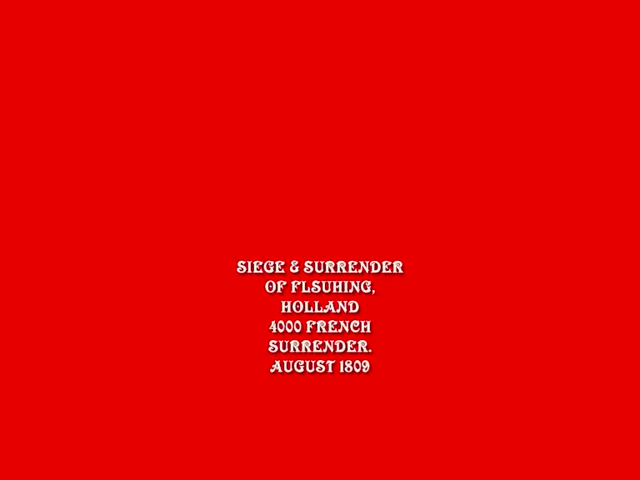 SIEGE & SURRENDER
OF FLSUHING,
HOLLAND
4000 FRENCH
SURRENDER.
AUGUST 1809